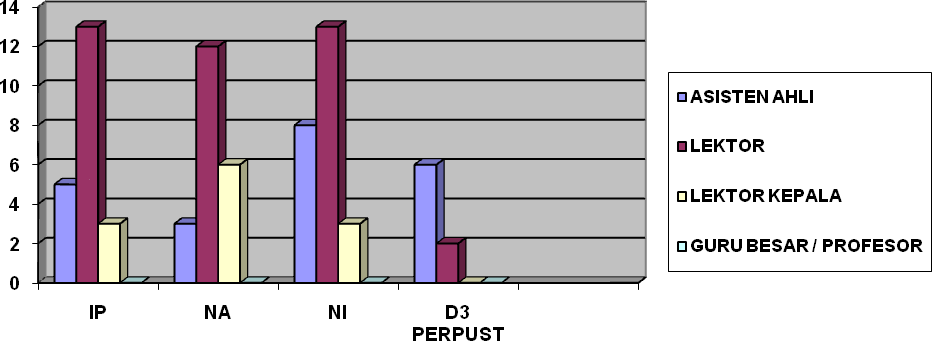 14
12
10
8
6
4
2
0
IP
NA
NI
D3
PERPUST
ASISTEN AHLI
LEKTOR
LEKTOR KEPALA
GURU BESAR / PROFESOR